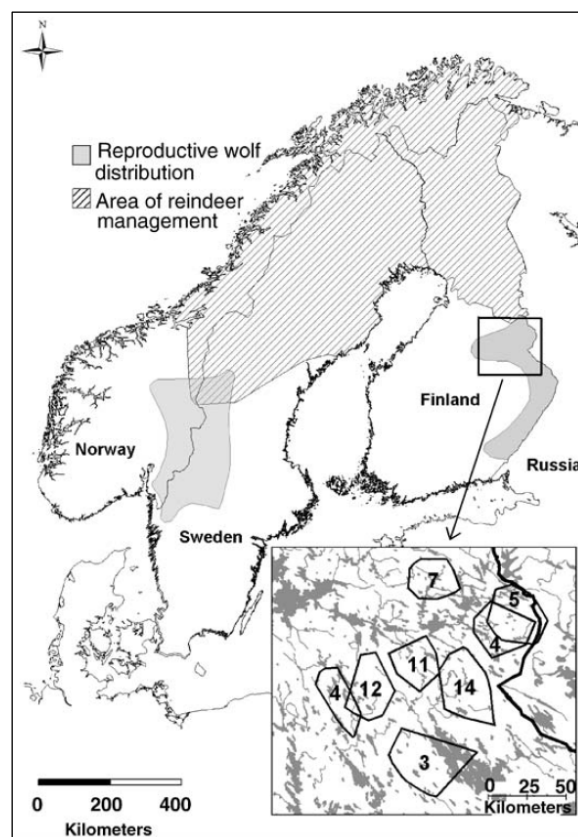 N
Reproductive wolf
distribution
Area of reindeer
management
Finland
Norway
Russia
Sweden
7
5
4
11
4
12
14
3
0 25 50
Kilometers
0 200 400
Kilometers